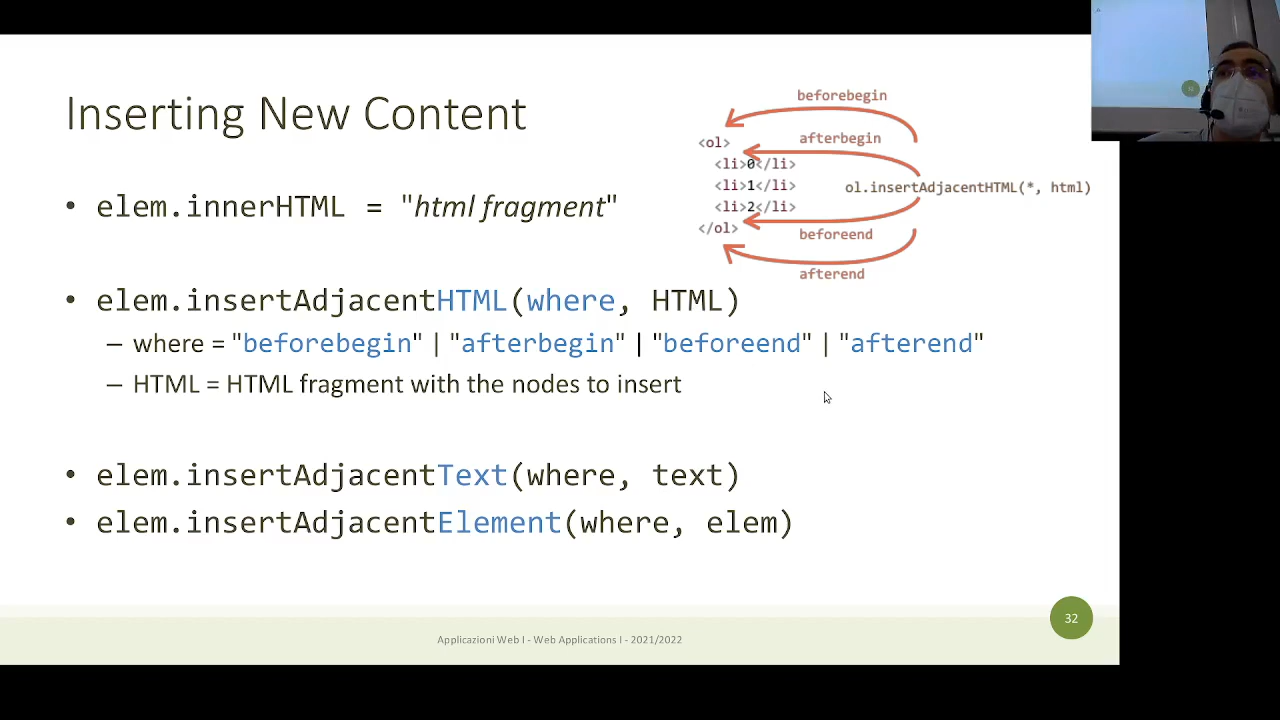 Inserting New Content
• elem.innerHTML = "html fragment"
beforebegin
<ol>
afterbegin
<li>0</li>
<li>1</li>
ol.insertAdjacentHTML(*, html)
<li>2</li>
</ol>
beforeend
afterend
• elem.insertAdjacentHTML(where, HTML)
– where = "beforebegin" | "afterbegin" | "beforeend" | "afterend"
– HTML = HTML fragment with the nodes to insert
• elem.insertAdjacentText(where, text)
• elem.insertAdjacentElement(where, elem)
32
Applicazioni Web I - Web Applications I - 2021/2022